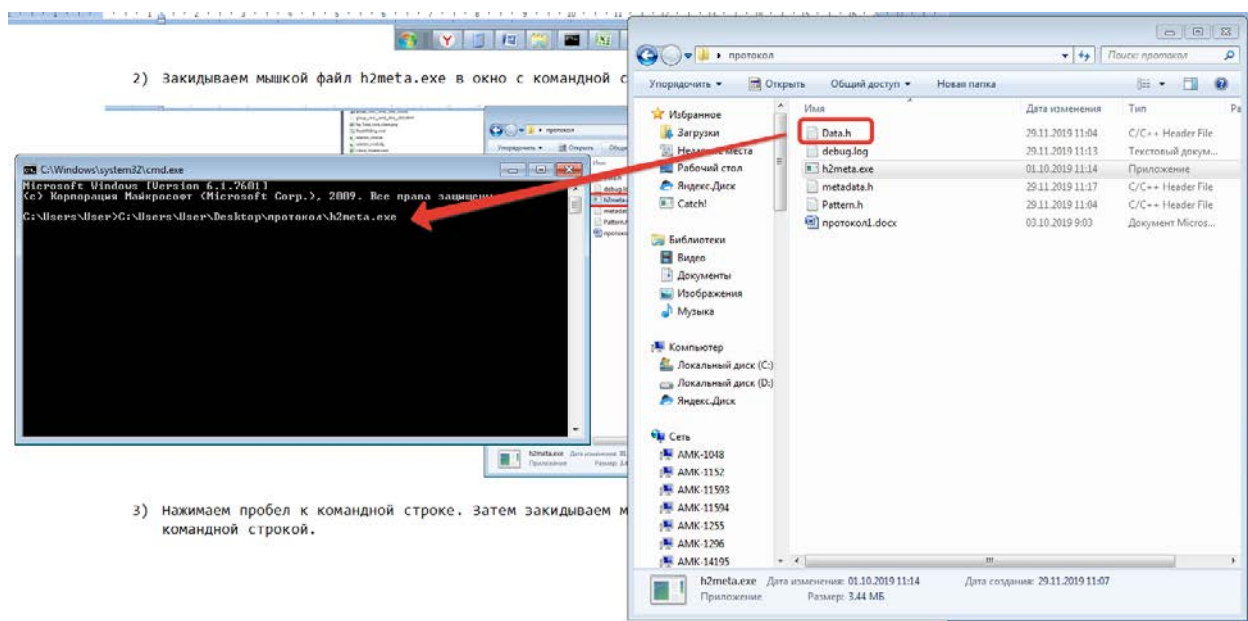 2) Закидываем мышкой файл h2meta.exe в окно с командной с
C:\Windows\system32\cmd.exe
Microsoft Windows [Version 6.1.7601]
(c) Корпорация Майкрософт (Microsoft Corp.), 2009. Все права защищены
C:\Users\User>C:\Users\User\Desktop\протокол\h2meta.exe
3) Нажимаем пробел к командной строке. Затем закидываем м
командной строкой.
протокол
Поиск: протокол
Упорядочить Открыть Общий доступ Новая папка
Избранное
Загрузки
Рабочий стол
Яндекс.Диск
Catch!
Библиотеки
Видео
Документы
Изображения
Музыка
Компьютер
Локальный диск (C:)
Локальный диск (D:)
Яндекс.Диск
Сеть
AMK-1048
AMK-1152
AMK-11593
AMK-11594
AMK-1255
AMK-1296
AMK-14195
Имя Дата изменения Тип Ра
Data.h 29.11.2019 11:04 C/C++ Header File
debug.log 29.11.2019 11:13 Текстовый докум...
h2meta.exe 01.10.2019 11:14 Приложение
metadata.h 29.11.2019 11:17 C/C++ Header File
Pattern.h 29.11.2019 11:04 C/C++ Header File
протокол1.docx 03.10.2019 9:03 Документ Micros...
h2meta.exe Дата изменения: 01.10.2019 11:14 Дата создания: 29.11.2019 11:07
Приложение Размер: 3.44 МБ